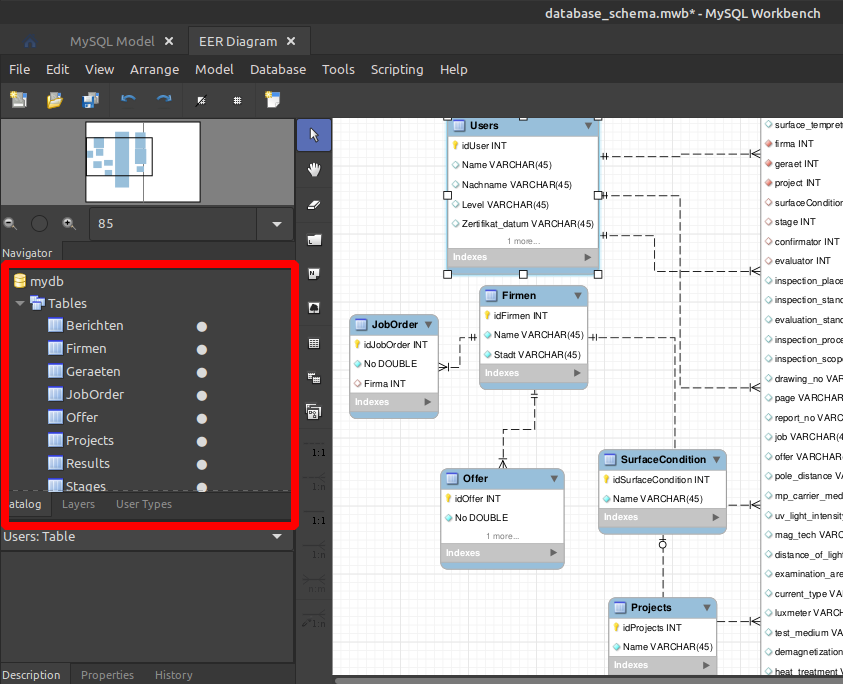 database_schema.mwb* - MySQL Workbench
MySQL Model
EER Diagram
File Edit View Arrange Model Database Tools Scripting Help
85
Navigator
mydb
Tables
Berichten
Firmen
Geraeten
JobOrder
Offer
Projects
Results
Stages
atalog Layers User Types
Users: Table
Description Properties History
1:1
1:n
1:1
1:n
n:m
1:n
Users
idUser INT
Name VARCHAR(45)
Nachname VARCHAR(45)
Level VARCHAR(45)
Zertifikat_datum VARCHAR(45)
1 more...
Indexes
Firmen
idFirmen INT
Name VARCHAR(45)
Stadt VARCHAR(45)
Indexes
JobOrder
idJobOrder INT
No DOUBLE
Firma INT
Indexes
Offer
idOffer INT
No DOUBLE
1 more...
Indexes
SurfaceCondition
idSurfaceCondition INT
Name VARCHAR(45)
Indexes
Projects
idProjects INT
Name VARCHAR(45)
Indexes
surface_tempret
firma INT
geraet INT
project INT
surfaceCondition
stage INT
confirmator INT
evaluator INT
inspection_place
inspection_stand
evaluation_stand
inspection_proce
inspection_scope
drawing_no VAR
page VARCHAR(
report_no VARC
job VARCHAR(4
offer VARCHAR(
pole_distance V
mp_carrier_med
uv_light_intensity
mag_tech VARC
distance_of_light
examination_are
current_type VA
luxmeter VARCH
test_medium VA
demagnetization
heat_treatment V